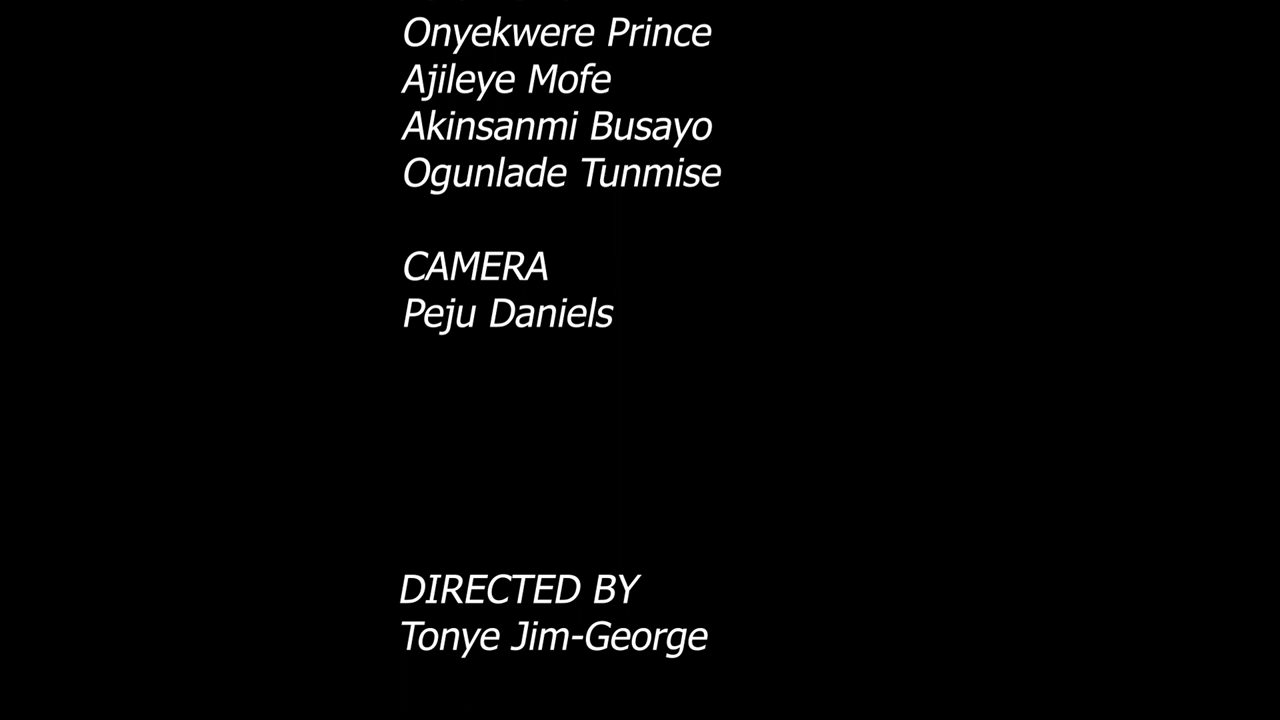 Onyekwere Prince
Ajileye Mofe
Akinsanmi Busayo
Ogunlade Tunmise
CAMERA
Peju Daniels
DIRECTED BY
Tonye Jim-George